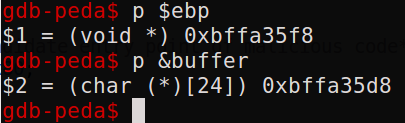 gdb-peda$ p $ebp
$1 = (void *) 0xbffa35f8
gdb-peda$ p &buffer
$2 = (char (*)[24]) 0xbffa35d8
gdb-peda$